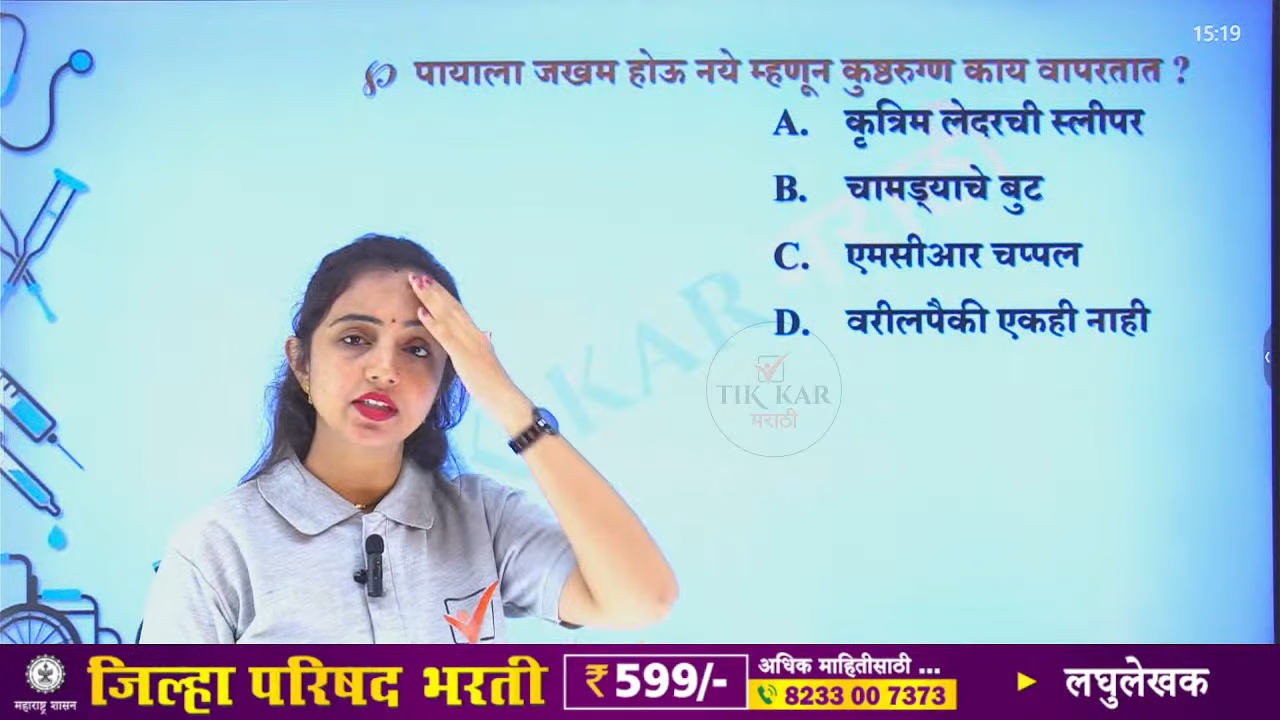 15:19
पायाला जखम होऊ नये म्हणून कुष्ठरुग्ण काय वापरतात ?
A. कृत्रिम लेदरची स्लीपर
B. चामड्याचे बुट
C. एमसीआर चप्पल
D. वरीलपैकी एकही नाही
TIK KAR
मराठी
महाराष्ट्र शासन
जिल्हा परिषद भरती
₹599/-
अधिक माहितीसाठी ...
8233 00 7373
लघुलेखक